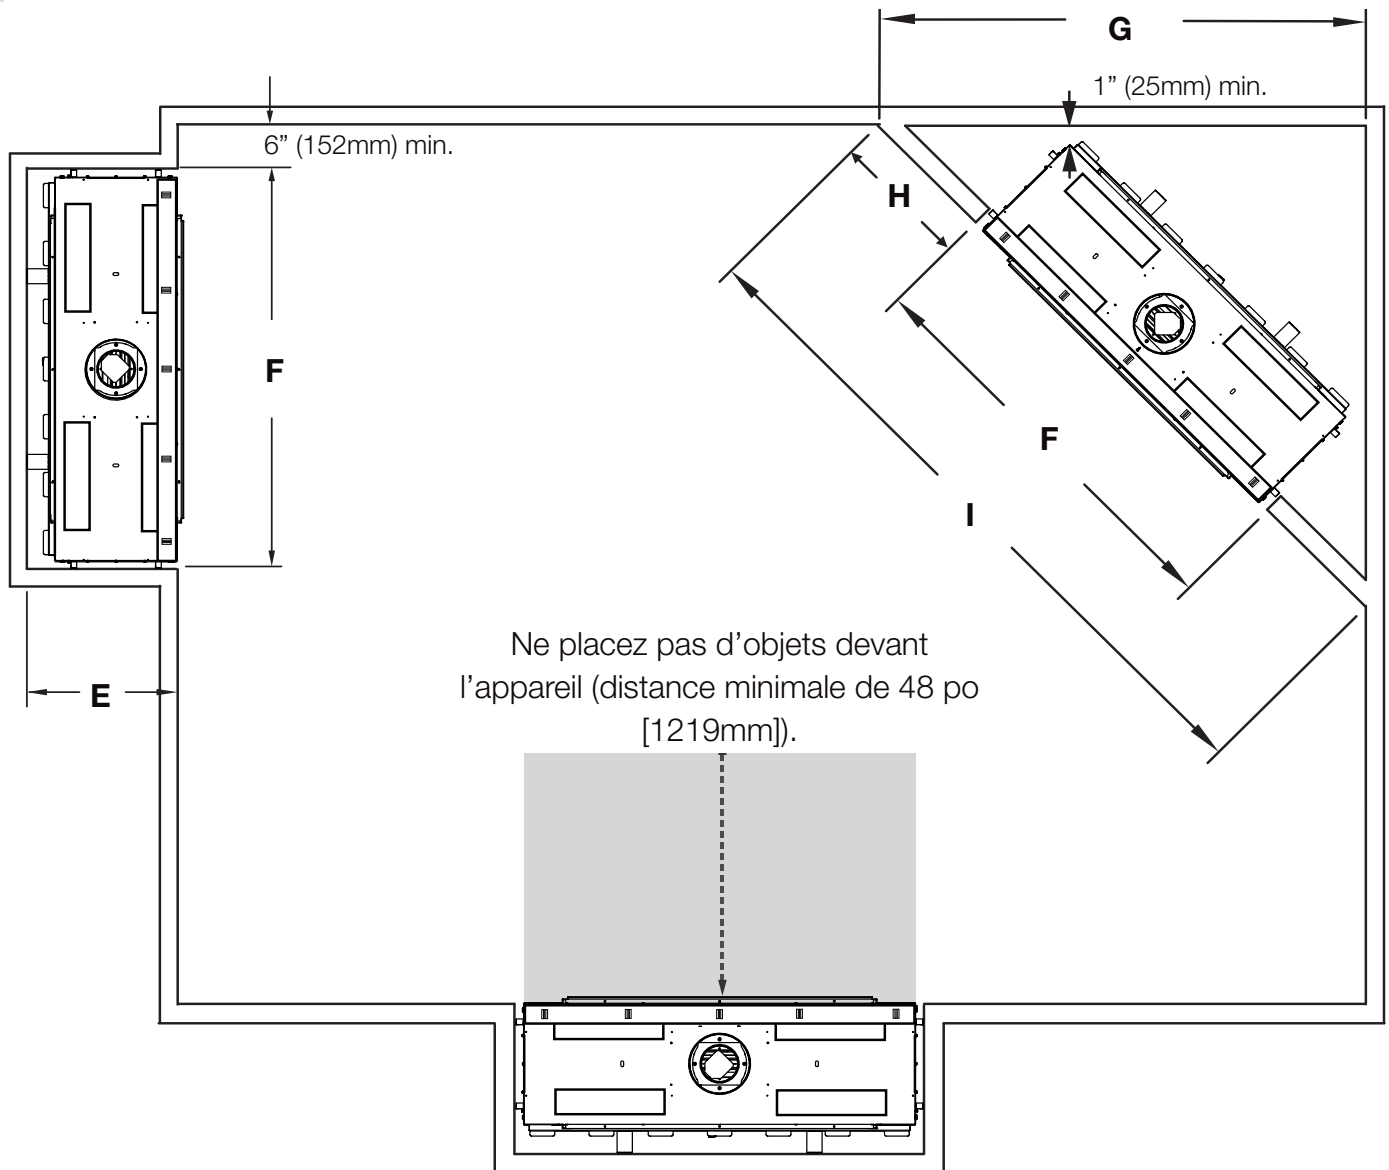 G
1” (25mm) min.
6” (152mm) min.
H
F
F
I
E
Ne placez pas d’objets devant
l’appareil (distance minimale de 48 po
[1219mm]).